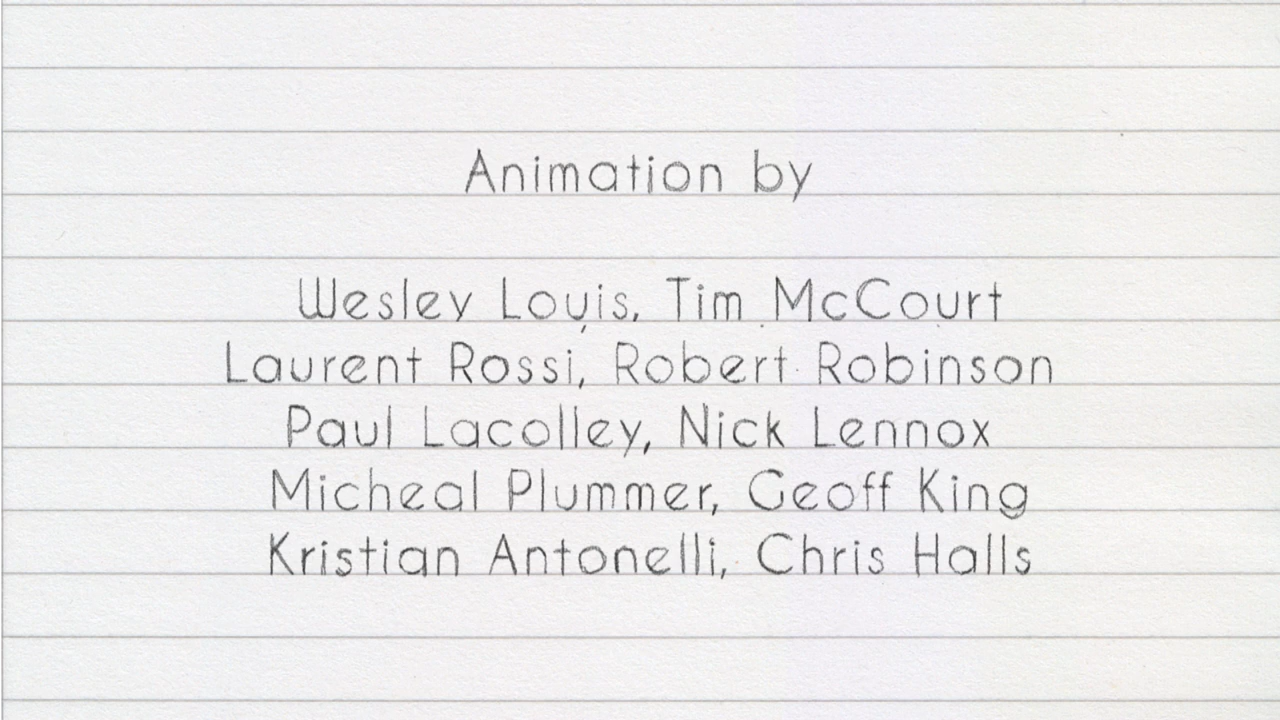 Animation by
Wesley Louis, Tim McCourt
Laurent Rossi, Robert Robinson
Paul Lacolley, Nick Lennox
Micheal Plummer, Geoff King
Kristian Antonelli, Chris Halls